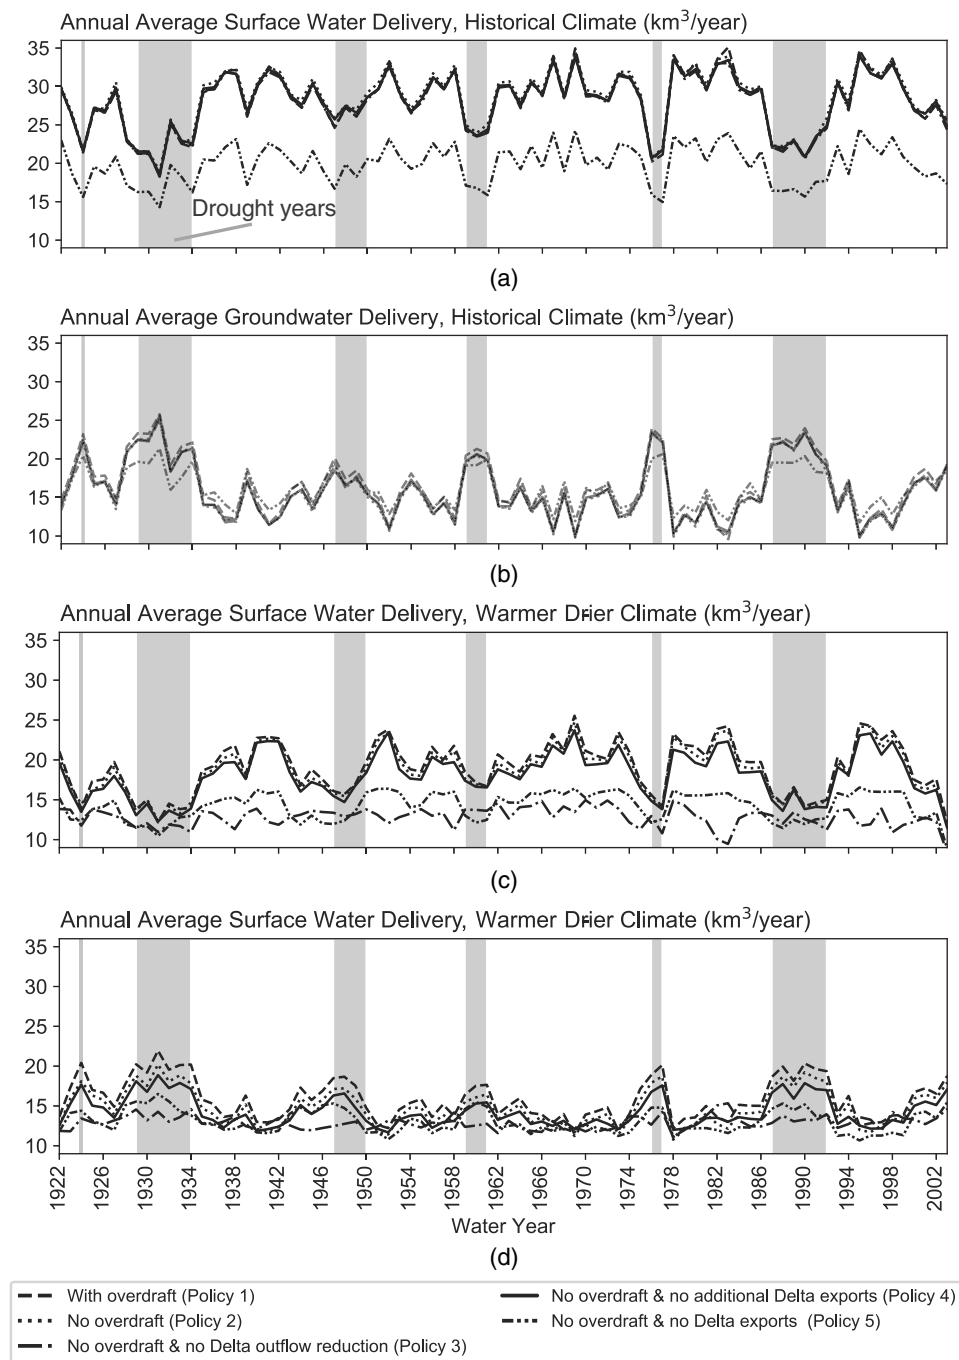 Annual Average Surface Water Delivery, Historical Climate (km³/year)
35
30
25
20
15
10
Drought years
(a)
Annual Average Groundwater Delivery, Historical Climate (km³/year)
35
30
25
20
15
10
(b)
Annual Average Surface Water Delivery, Warmer Drier Climate (km³/year)
35
30
25
20
15
10
(c)
Annual Average Surface Water Delivery, Warmer Drier Climate (km³/year)
35
30
25
20
15
10
1922 1926 1930 1934 1938 1942 1946 1950 1954 1958 1962 1966 1970 1974 1978 1982 1986 1990 1994 1998 2002
Water Year
(d)
With overdraft (Policy 1) No overdraft & no additional Delta exports (Policy 4)
No overdraft (Policy 2) No overdraft & no Delta exports (Policy 5)
No overdraft & no Delta outflow reduction (Policy 3)